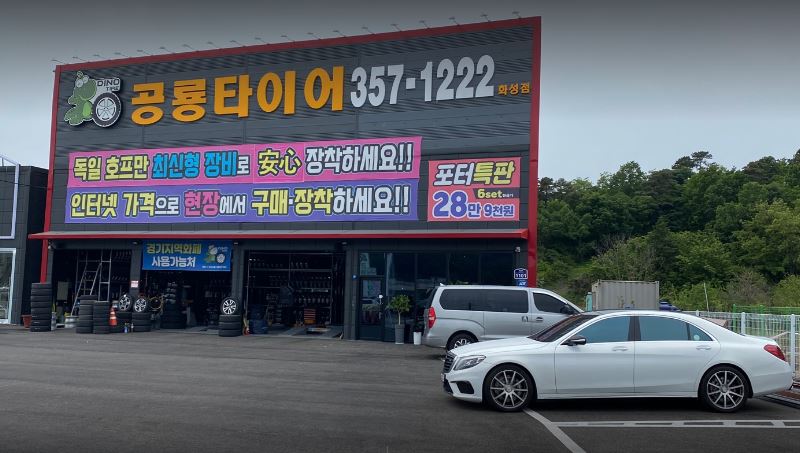 DINO
TIRE
공룡타이어 357-1222 화성점
독일 호프만 최신형 장비로 安心 장착하세요!!
인터넷 가격으로 현장에서 구매·장착하세요!!
포터특판
6set
28만 9천원
경기지역화폐
사용가능처
1101